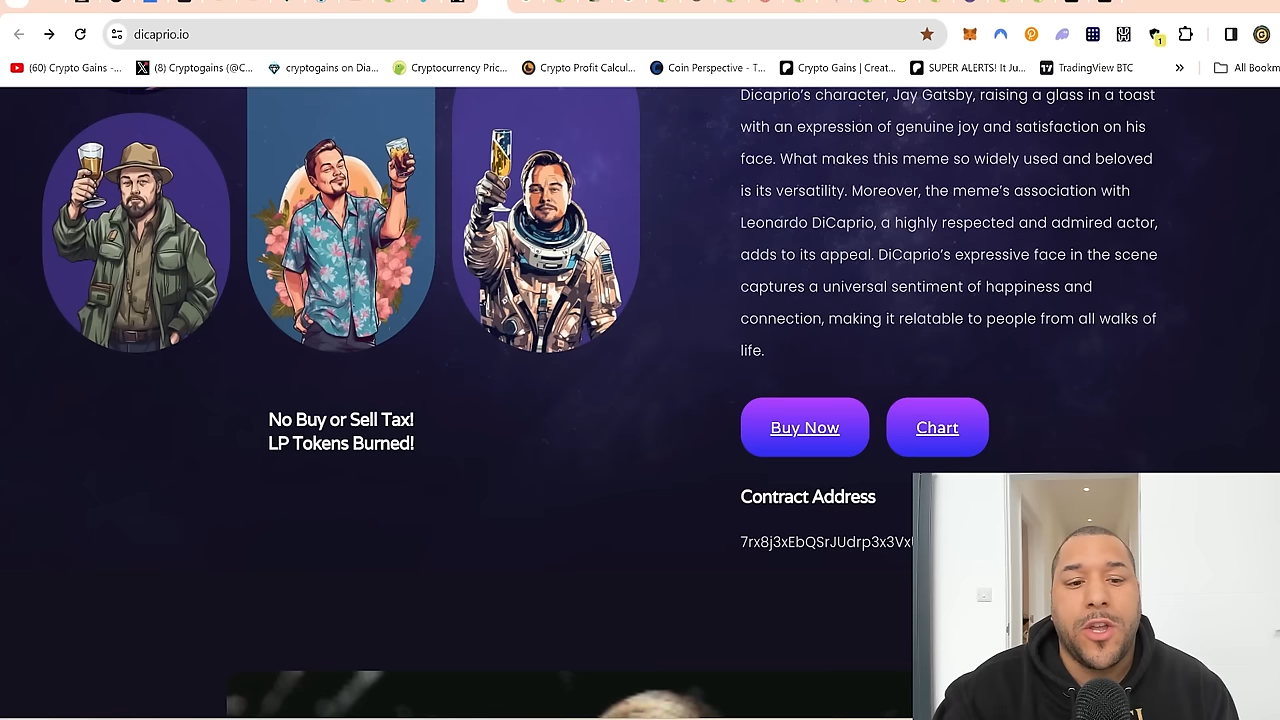 dicaprio.io
1
(60) Crypto Gains -...
(8) Cryptogains (@C...
cryptogains on Dia...
Cryptocurrency Pric...
Crypto Profit Calcul...
Coin Perspective - T...
Crypto Gains | Creat...
SUPER ALERTS! It Ju...
TradingView BTC
All Bookm
Dicaprio’s character, Jay Gatsby, raising a glass in a toast
with an expression of genuine joy and satisfaction on his
face. What makes this meme so widely used and beloved
is its versatility. Moreover, the meme’s association with
Leonardo DiCaprio, a highly respected and admired actor,
adds to its appeal. DiCaprio’s expressive face in the scene
captures a universal sentiment of happiness and
connection, making it relatable to people from all walks of
life.
No Buy or Sell Tax!
LP Tokens Burned!
Buy Now
Chart
Contract Address
7rx8j3xEbQSrJUdrp3x3Vx